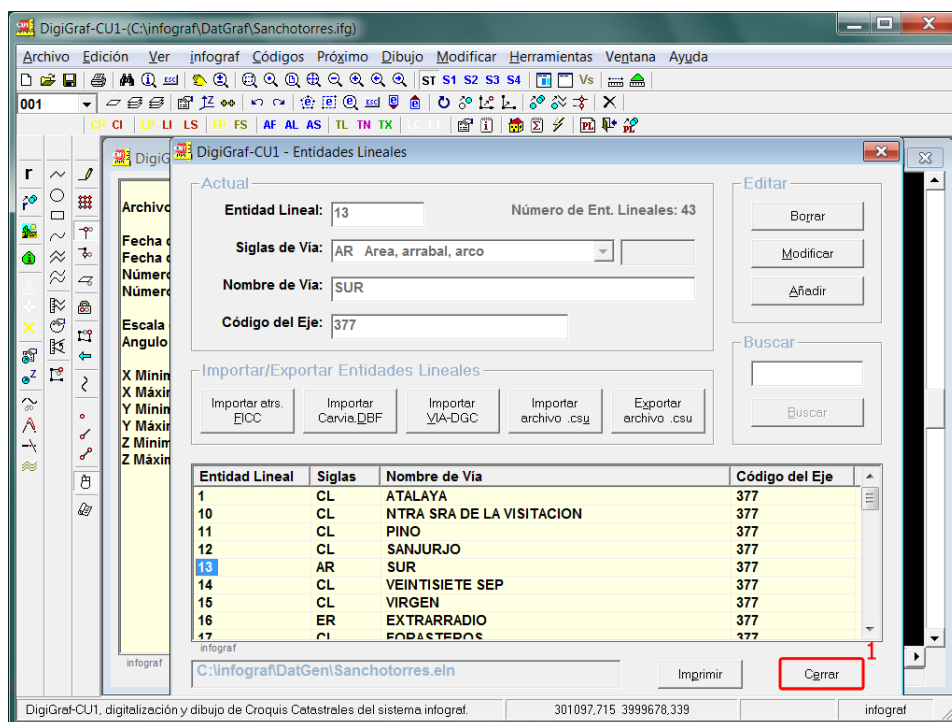 DigiGraf-CU1-(C:\infograf\DatGraf\Sanchotorres.ifg)
Archivo Edición Ver infograf Códigos Próximo Dibujo Modificar Herramientas Ventana Ayuda
ST S1 S2 S3 S4 Vs
001
CP CI LP LI LS FP FS AF AL AS TL TN TX LC LT
DigiG
DigiGraf-CU1 - Entidades Lineales
Archivo
Fecha d
Fecha d
Número
Número
Escala
Angulo
X Mínim
X Máxim
Y Mínim
Y Máxim
Z Mínim
Z Máxim
infograf
Actual
Entidad Lineal: 13 Número de Ent. Lineales: 43
Siglas de Vía: AR Area, arrabal, arco
Nombre de Vía: SUR
Código del Eje: 377
Editar
Borrar
Modificar
Añadir
Importar/Exportar Entidades Lineales
Importar atrs. FICC
Importar Carvia.DBF
Importar VIA-DGC
Importar archivo .csu
Exportar archivo .csu
Buscar
Buscar
Entidad Lineal Siglas Nombre de Vía Código del Eje
1 CL ATALAYA 377
10 CL NTRA SRA DE LA VISITACION 377
11 CL PINO 377
12 CL SANJURJO 377
13 AR SUR 377
14 CL VEINTISIETE SEP 377
15 CL VIRGEN 377
16 ER EXTRARRADIO 377
17 CL FORASTEROS 377
infograf
C:\infograf\DatGen\Sanchotorres.eln
Imprimir
Cerrar
1
DigiGraf-CU1, digitalización y dibujo de Croquis Catastrales del sistema infograf. 301097,715 3999678,339 infograf